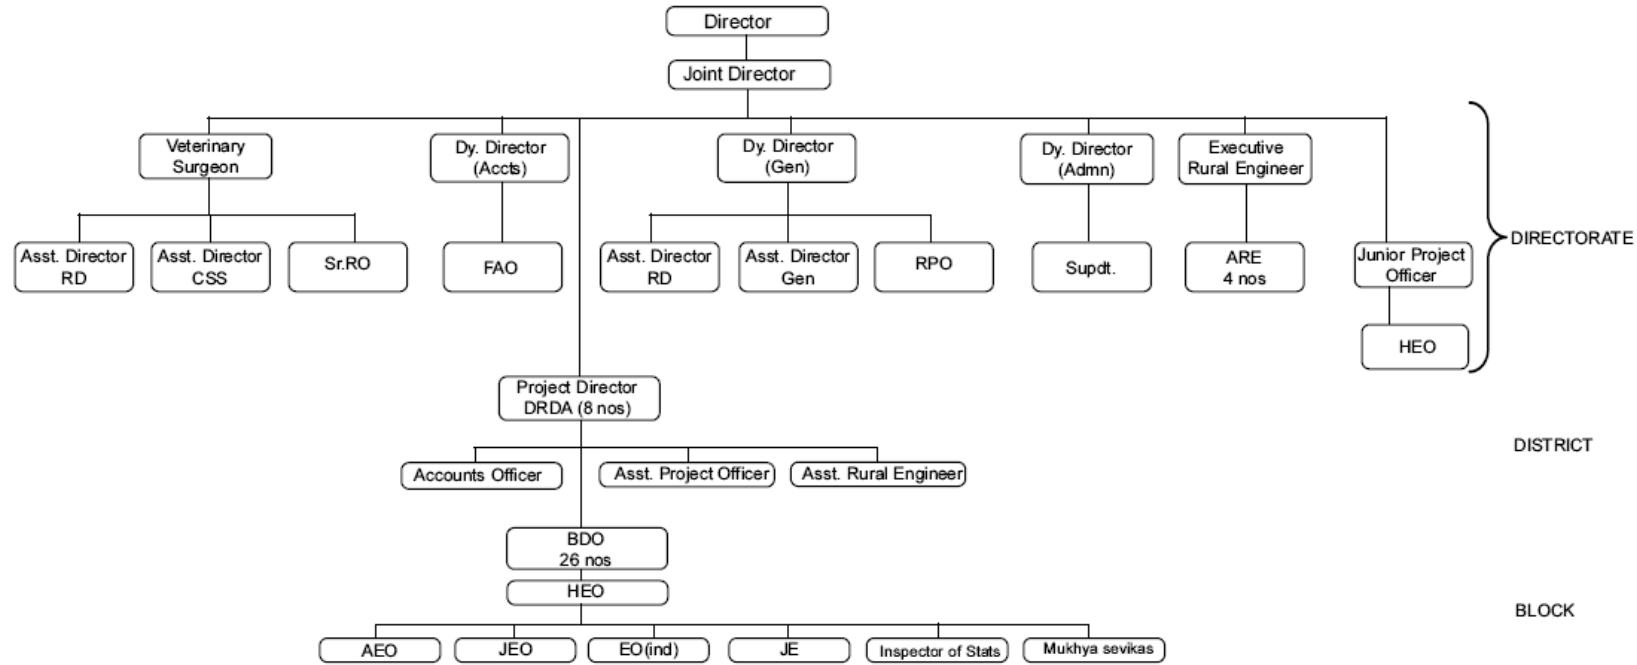 Director
Joint Director
Veterinary
Surgeon
Dy. Director
(Accts)
Dy. Director
(Gen)
Dy. Director
(Admn)
Executive
Rural Engineer
Asst. Director
RD
Asst. Director
CSS
Sr.RO
FAO
Asst. Director
RD
Asst. Director
Gen
RPO
Supdt.
ARE
4 nos
Junior Project
Officer
HEO
DIRECTORATE
Project Director
DRDA (8 nos)
Accounts Officer
Asst. Project Officer
Asst. Rural Engineer
DISTRICT
BDO
26 nos
HEO
AEO
JEO
EO(ind)
JE
Inspector of Stats
Mukhya sevikas
BLOCK